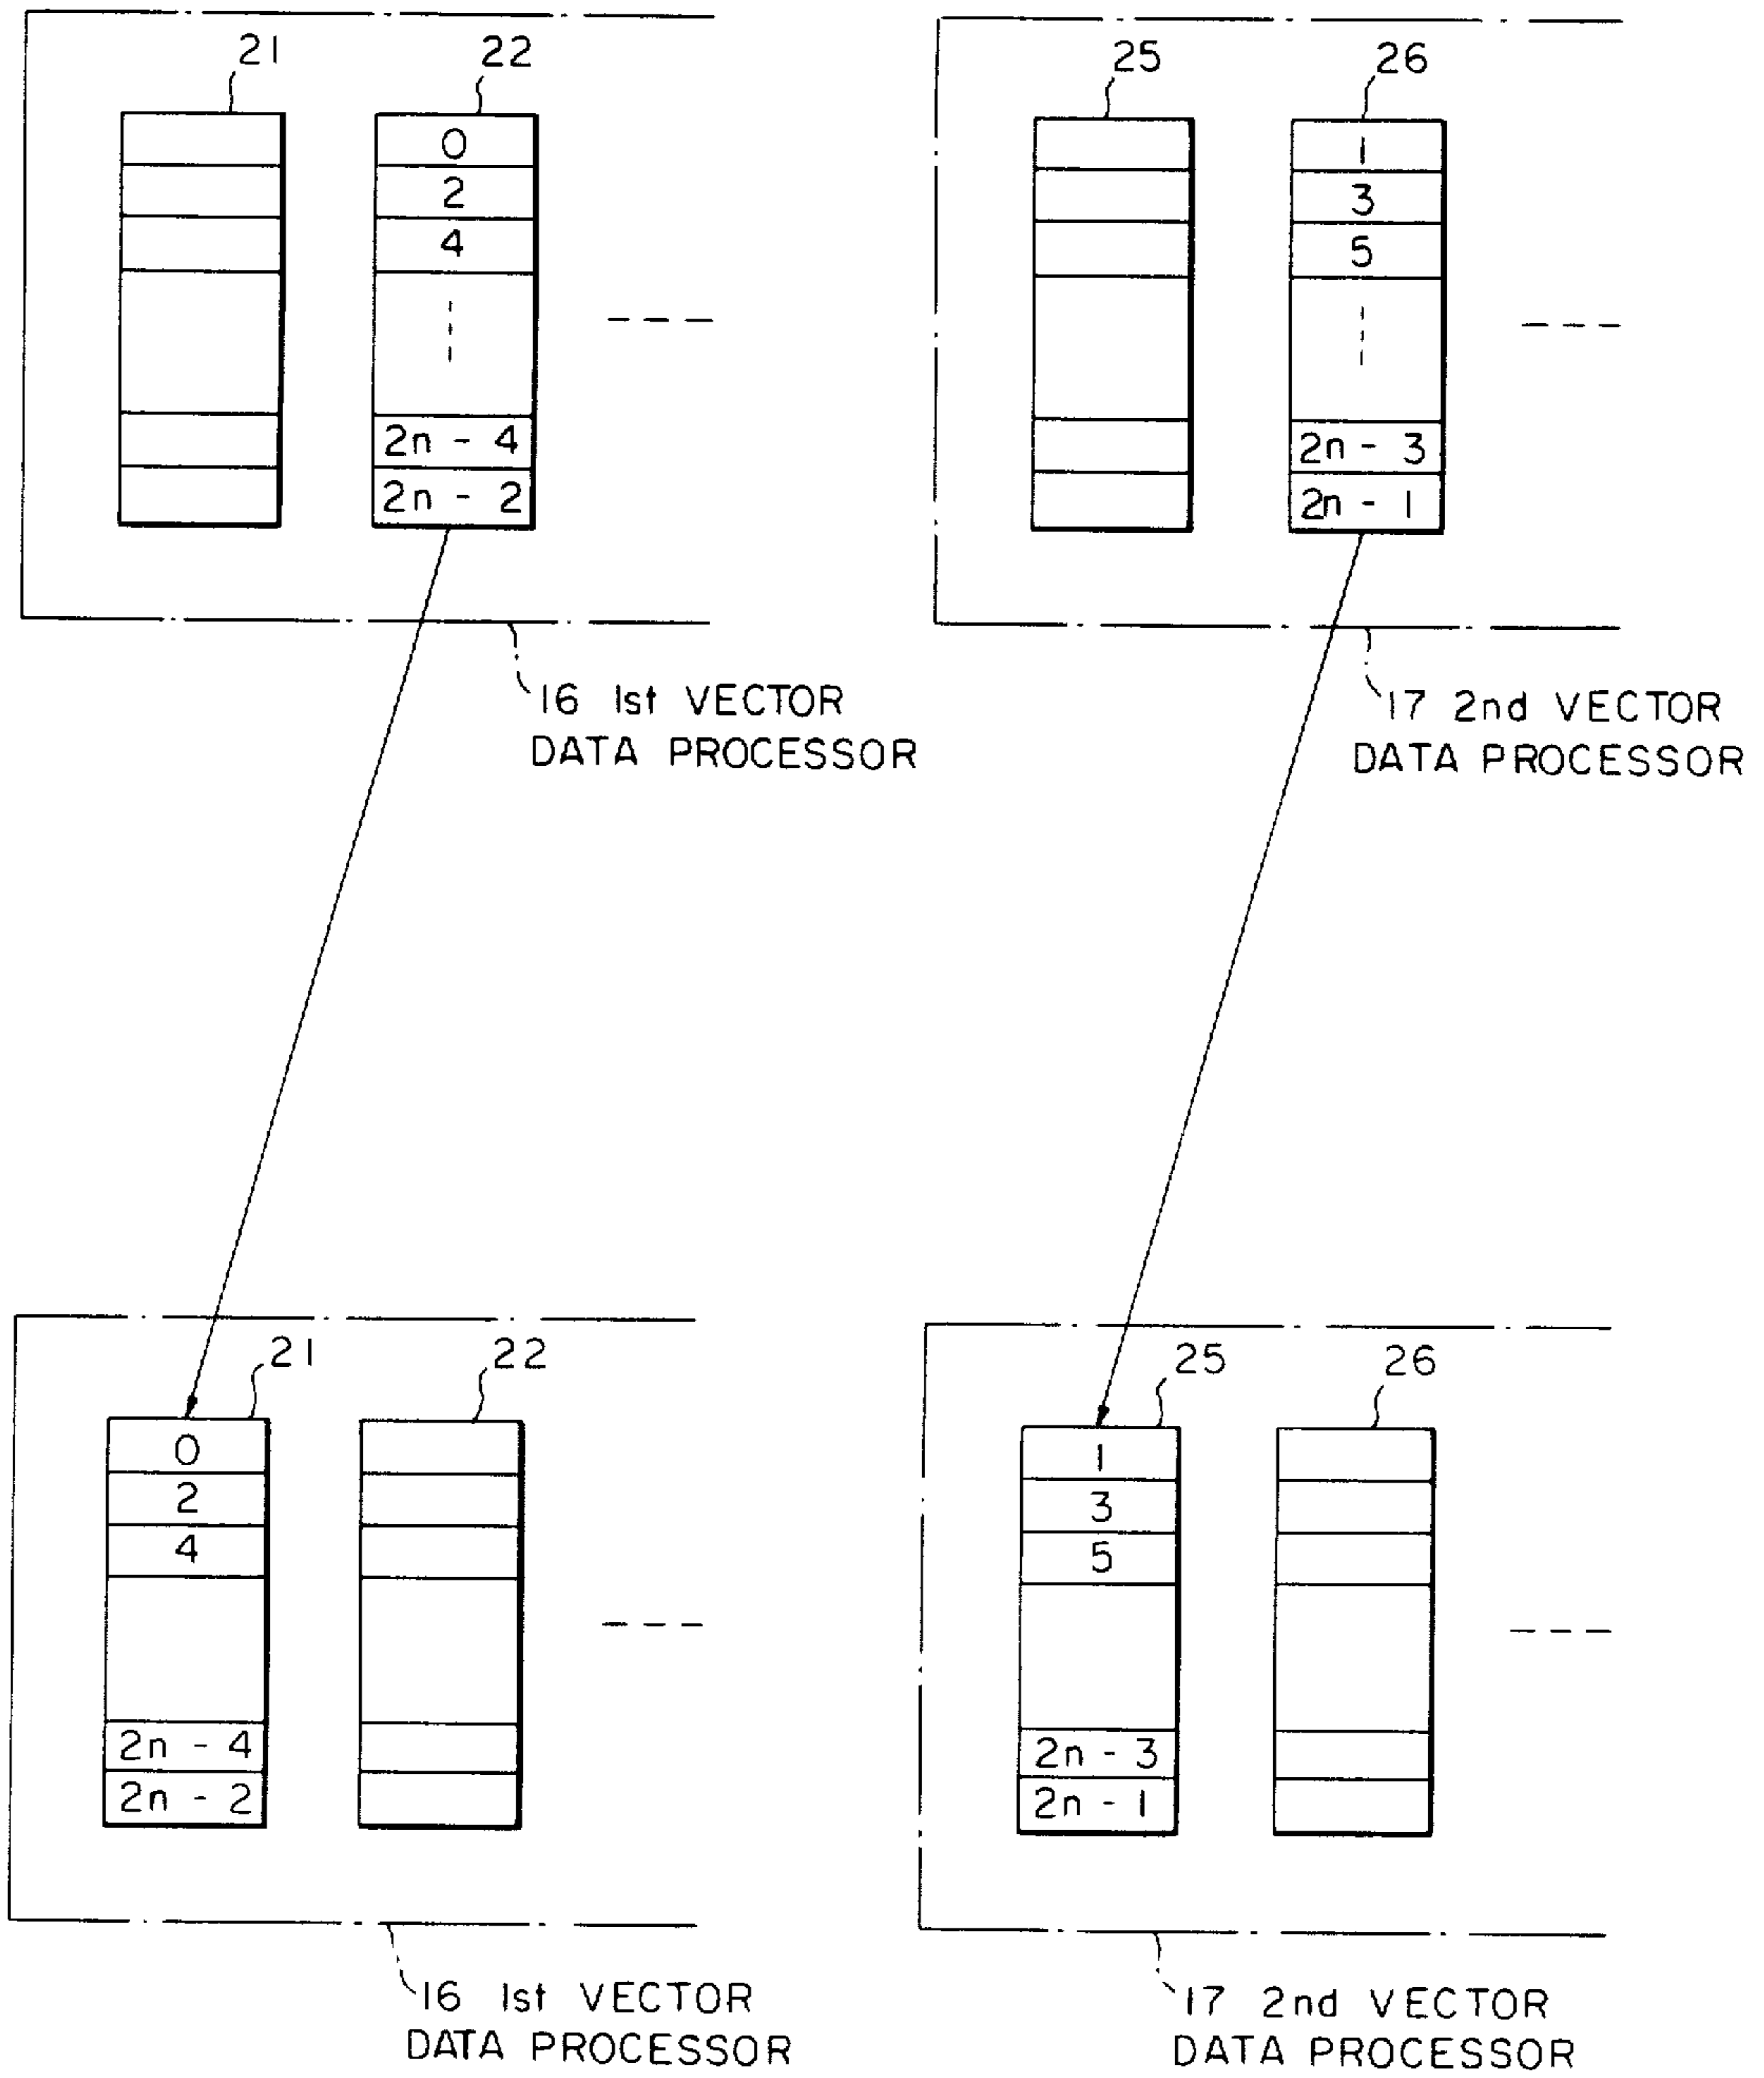 21
22
0
2
4
2n - 4
2n - 2
16 1st VECTOR
DATA PROCESSOR
25
26
1
3
5
2n - 3
2n - 1
17 2nd VECTOR
DATA PROCESSOR
21
22
0
2
4
2n - 4
2n - 2
16 1st VECTOR
DATA PROCESSOR
25
26
1
3
5
2n - 3
2n - 1
17 2nd VECTOR
DATA PROCESSOR